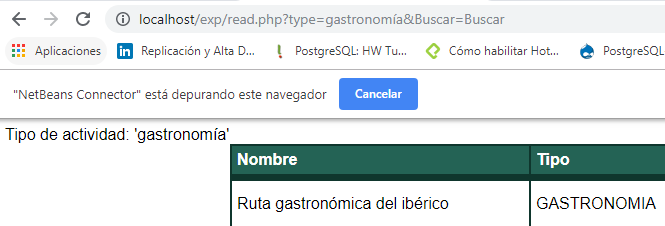 localhost/exp/read.php?type=gastronomía&Buscar=Buscar
Aplicaciones Replicación y Alta D... PostgreSQL: HW Tu... Cómo habilitar Hot... PostgreSQL
"NetBeans Connector" está depurando este navegador Cancelar
Tipo de actividad: 'gastronomía'
Nombre Tipo
Ruta gastronómica del ibérico GASTRONOMIA